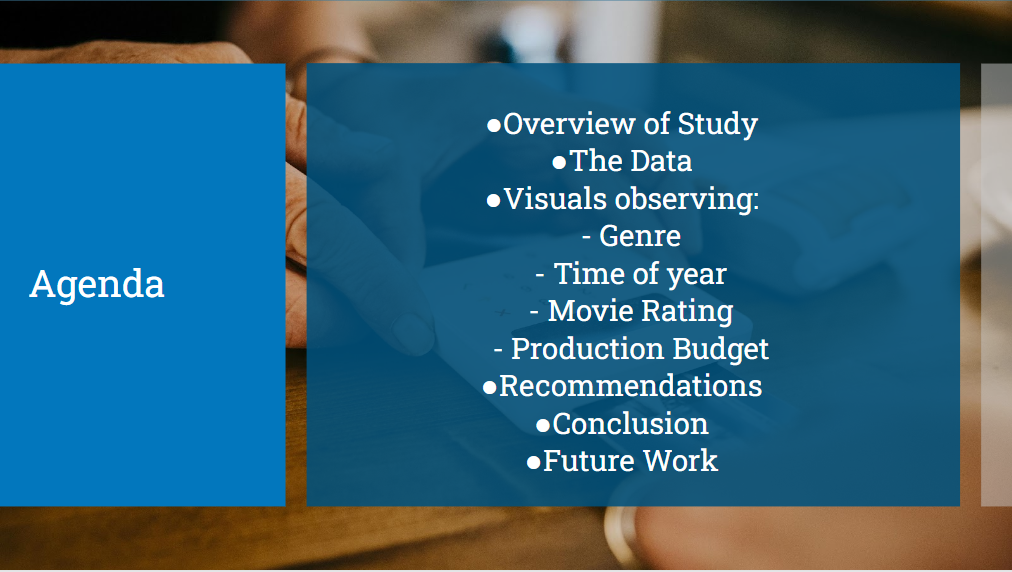 Agenda
●Overview of Study
●The Data
●Visuals observing:
- Genre
- Time of year
- Movie Rating
- Production Budget
●Recommendations
●Conclusion
●Future Work